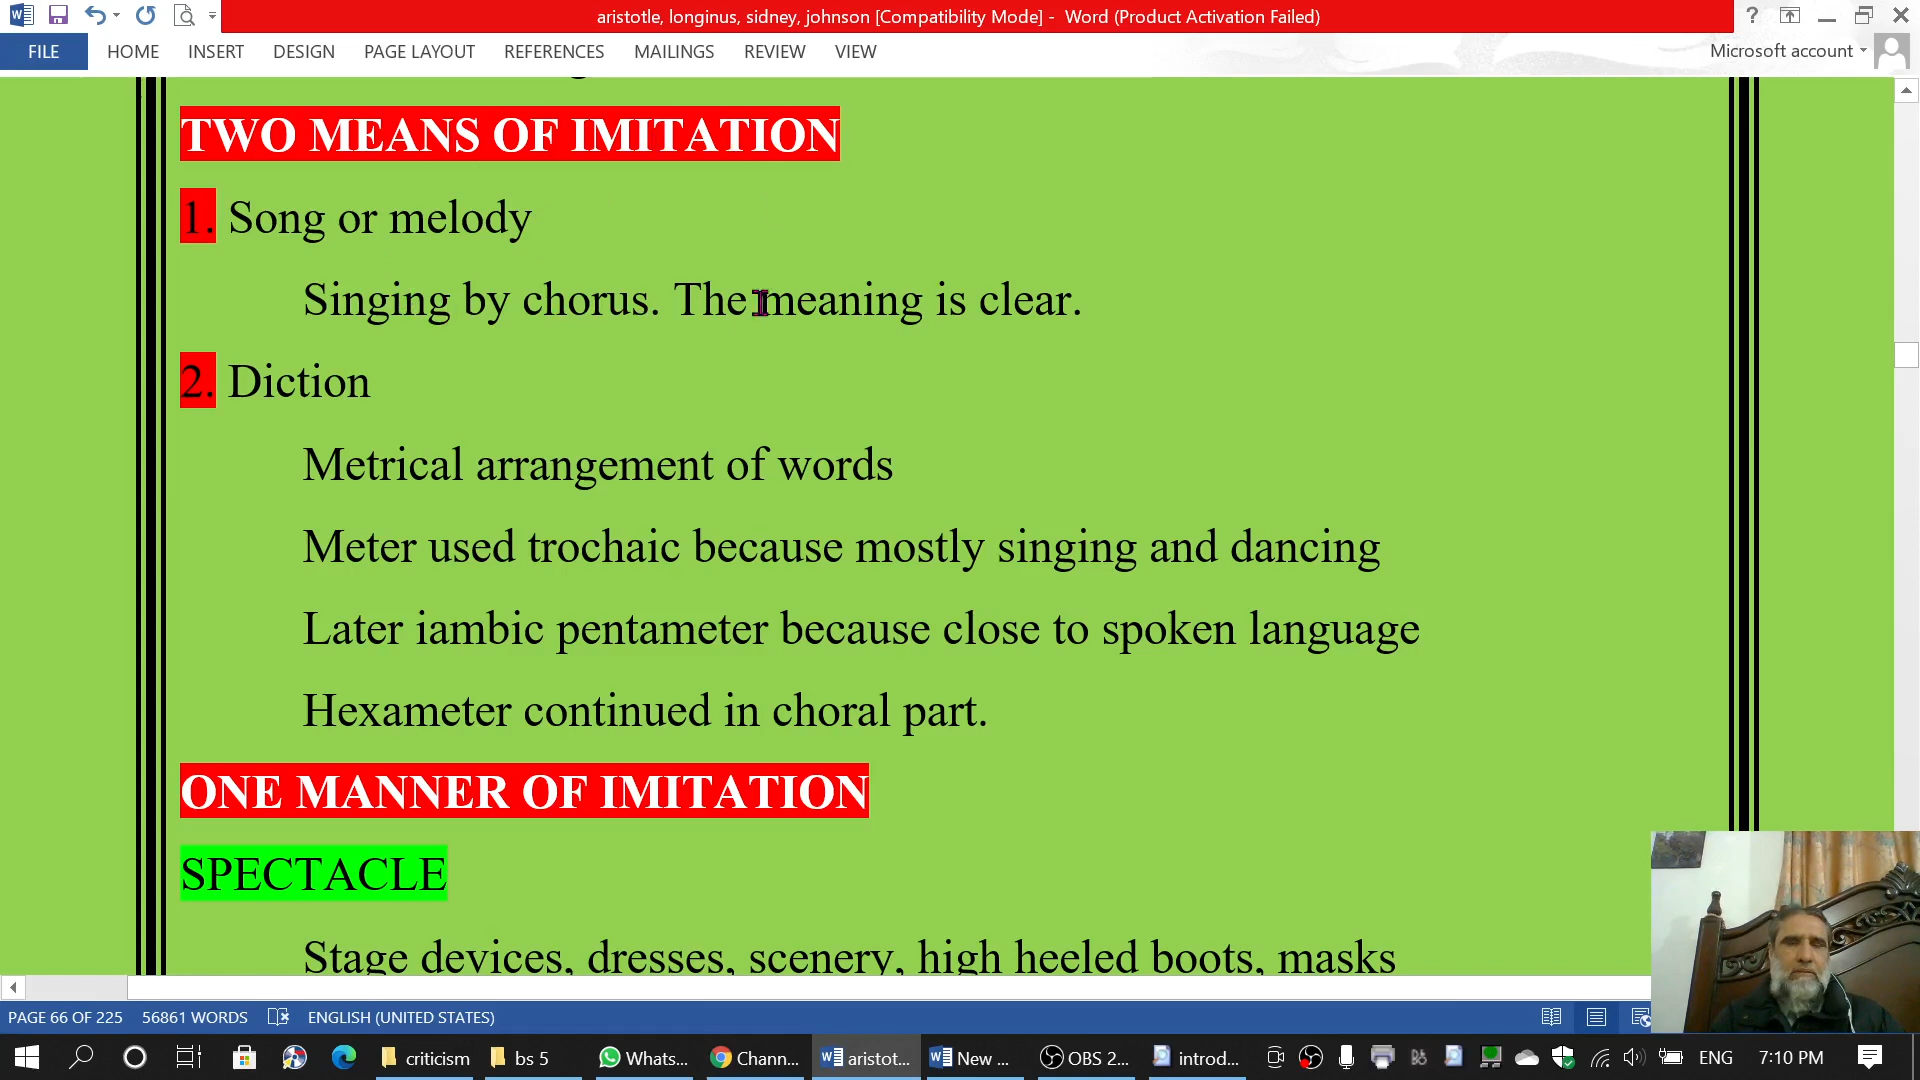 aristotle, longinus, sidney, johnson [Compatibility Mode] - Word (Product Activation Failed)
FILE HOME INSERT DESIGN PAGE LAYOUT REFERENCES MAILINGS REVIEW VIEW Microsoft account
TWO MEANS OF IMITATION
1. Song or melody
Singing by chorus. The meaning is clear.
2. Diction
Metrical arrangement of words
Meter used trochaic because mostly singing and dancing
Later iambic pentameter because close to spoken language
Hexameter continued in choral part.
ONE MANNER OF IMITATION
SPECTACLE
Stage devices, dresses, scenery, high heeled boots, masks
PAGE 66 OF 225 56861 WORDS ENGLISH (UNITED STATES)
criticism bs 5 Whats... Chann... aristot... New ... OBS 2... introd... ENG 7:10 PM